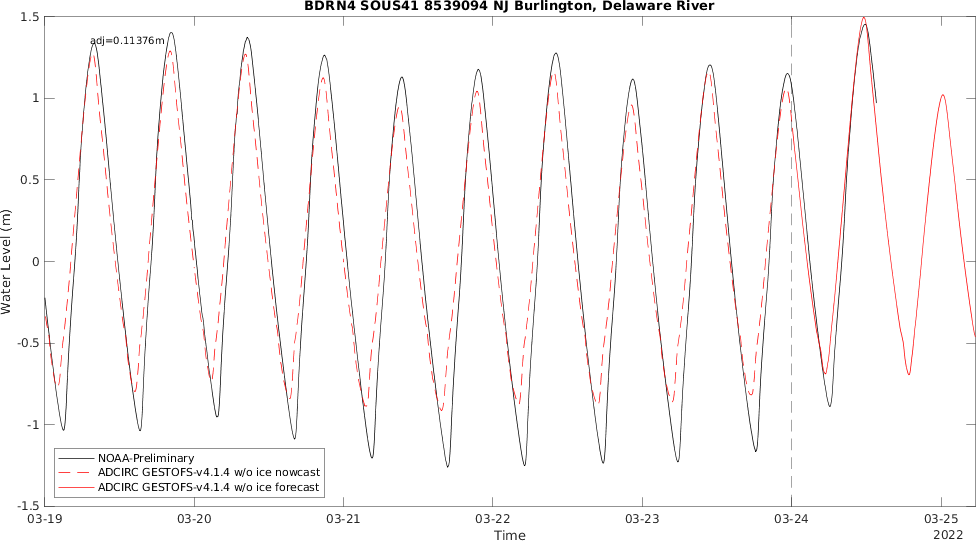 BDRN4 SOUS41 8539094 NJ Burlington, Delaware River
adj=0.11376m
1.5
1
0.5
0
-0.5
-1
-1.5
Water Level (m)
NOAA-Preliminary
ADCIRC GESTOFS-v4.1.4 w/o ice nowcast
ADCIRC GESTOFS-v4.1.4 w/o ice forecast
03-19 03-20 03-21 03-22 03-23 03-24 03-25
Time
2022